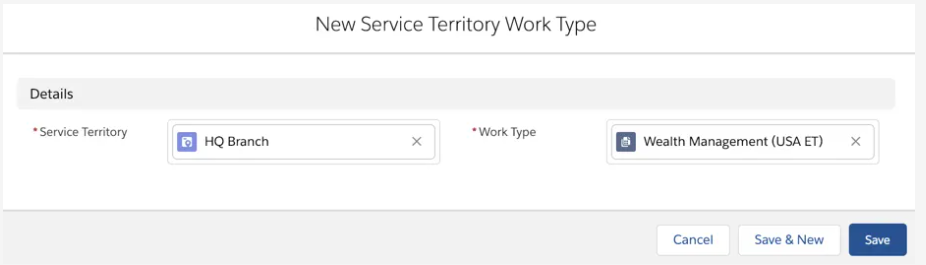 New Service Territory Work Type
Details
*Service Territory
HQ Branch
*Work Type
Wealth Management (USA ET)
Cancel
Save & New
Save